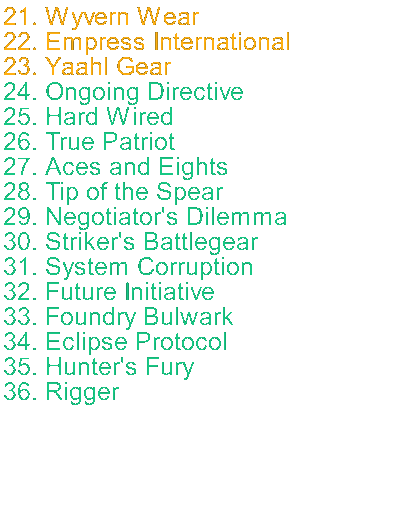 21. Wyvern Wear
22. Empress International
23. Yaahl Gear
24. Ongoing Directive
25. Hard Wired
26. True Patriot
27. Aces and Eights
28. Tip of the Spear
29. Negotiator's Dilemma
30. Striker's Battlegear
31. System Corruption
32. Future Initiative
33. Foundry Bulwark
34. Eclipse Protocol
35. Hunter's Fury
36. Rigger